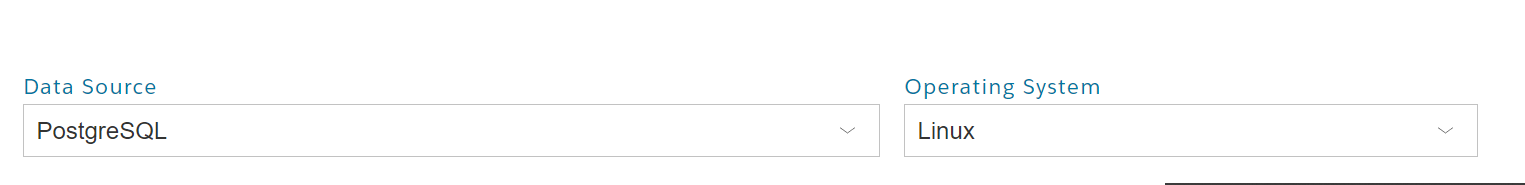 Data Source
PostgreSQL
Operating System
Linux